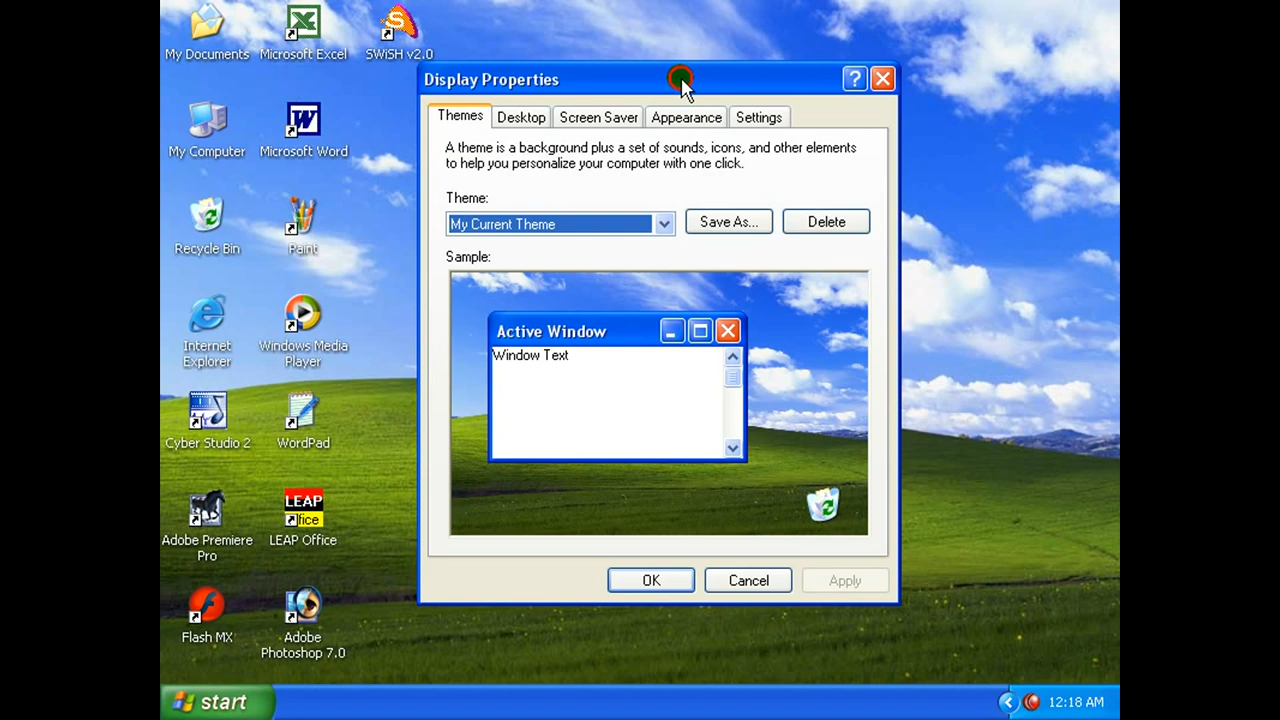 My Documents
Microsoft Excel
SWiSH v2.0
My Computer
Microsoft Word
Recycle Bin
Paint
Internet
Explorer
Windows Media
Player
Cyber Studio 2
WordPad
Adobe Premiere
Pro
LEAP
ffice
LEAP Office
Flash MX
Adobe
Photoshop 7.0
Display Properties
Themes
Desktop
Screen Saver
Appearance
Settings
A theme is a background plus a set of sounds, icons, and other elements
to help you personalize your computer with one click.
Theme:
My Current Theme
Save As...
Delete
Sample:
Active Window
Window Text
OK
Cancel
Apply
start
12:18 AM